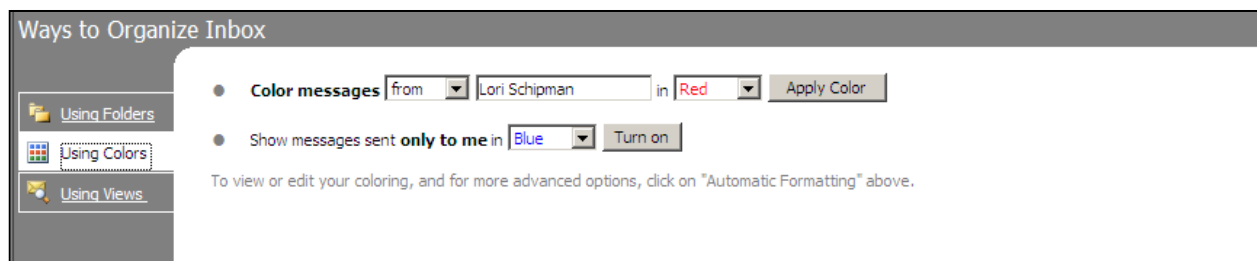 Ways to Organize Inbox
Color messages from Lori Schipman in Red Apply Color
Using Folders
Show messages sent only to me in Blue Turn on
Using Colors
To view or edit your coloring, and for more advanced options, click on "Automatic Formatting" above.
Using Views